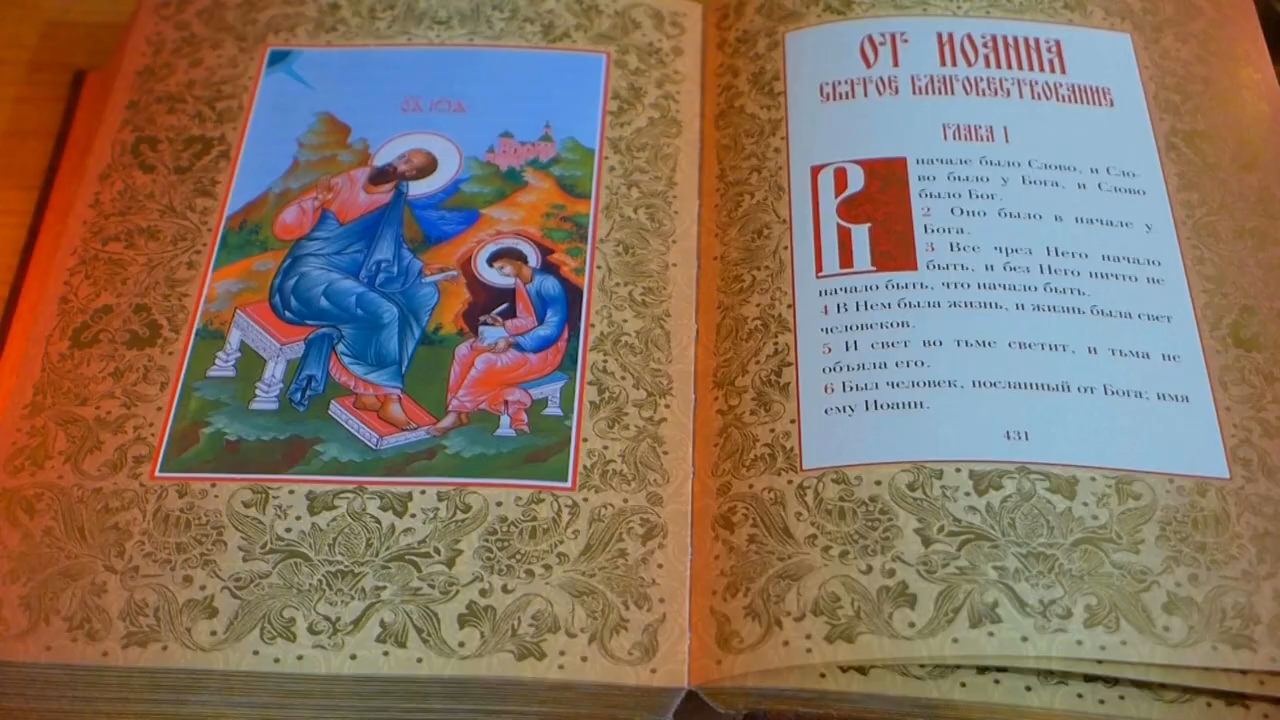 ОТ ИОАННА
СВЯТОЕ БЛАГОВЕСТВОВАНИЕ
ГЛАВА 1
В начале было Слово, и Сло-
во было у Бога, и Слово
было Бог.
2 Оно было в начале у
Бога.
3 Все чрез Него начало
быть, и без Него ничто не
начало быть, что начало быть.
4 В Нем была жизнь, и жизнь была свет
человеков.
5 И свет во тьме светит, и тьма не
объяла его.
6 Был человек, посланный от Бога; имя
ему Иоанн.
431